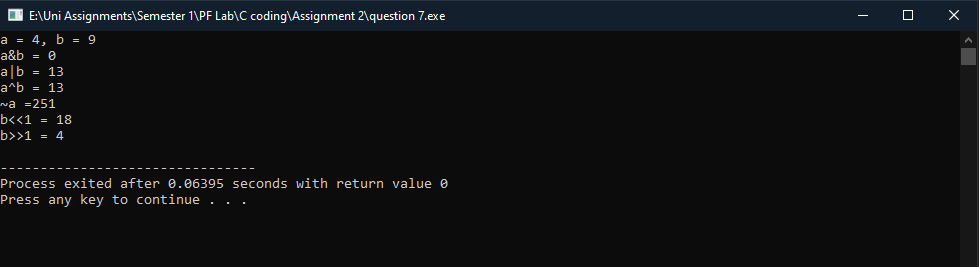 E:\Uni Assignments\Semester 1\PF Lab\C coding\Assignment 2\question 7.exe
a = 4, b = 9
a&b = 0
a|b = 13
a^b = 13
~a =251
b<<1 = 18
b>>1 = 4
--------------------------------
Process exited after 0.06395 seconds with return value 0
Press any key to continue . . .